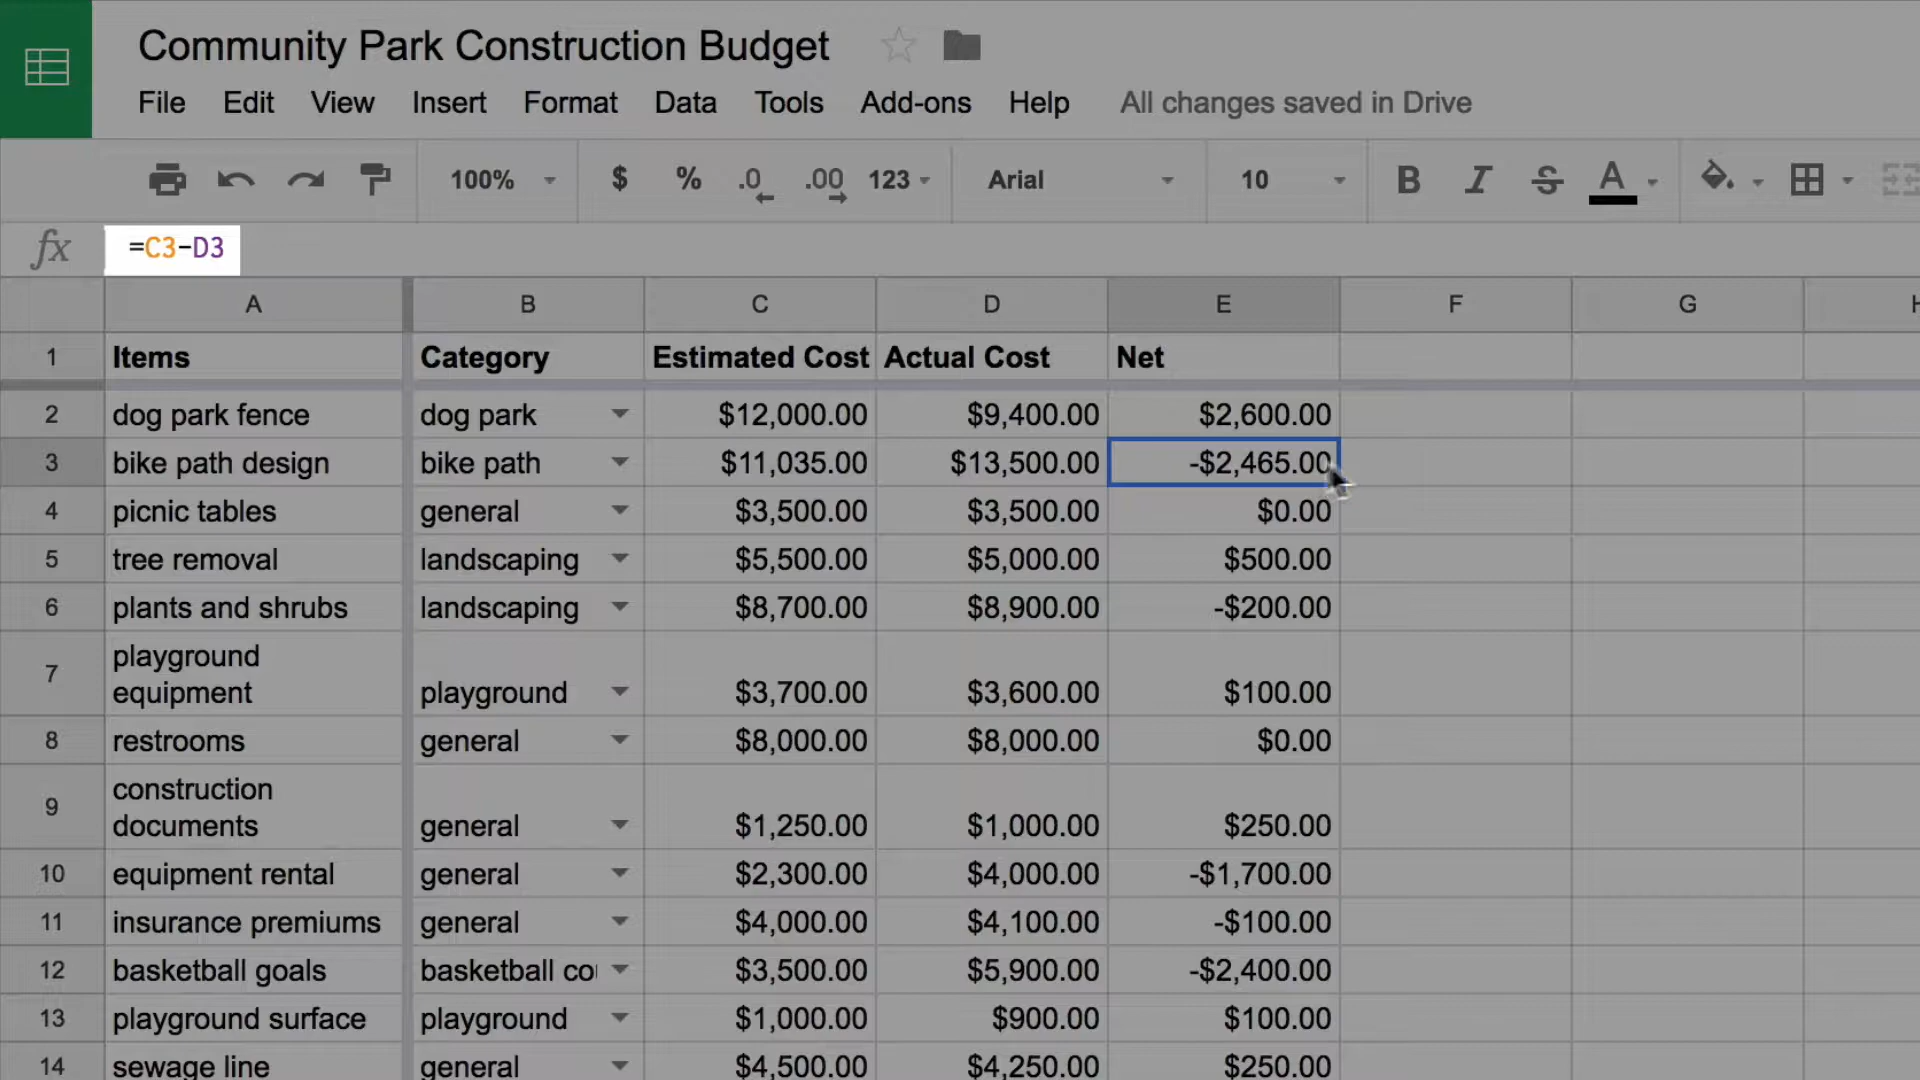 Community Park Construction Budget
File Edit View Insert Format Data Tools Add-ons Help All changes saved in Drive
100% $ % .0 .00 123 Arial 10 B I S A
fx =C3-D3
A B C D E F G H
1 Items Category Estimated Cost Actual Cost Net
2 dog park fence dog park $12,000.00 $9,400.00 $2,600.00
3 bike path design bike path $11,035.00 $13,500.00 -$2,465.00
4 picnic tables general $3,500.00 $3,500.00 $0.00
5 tree removal landscaping $5,500.00 $5,000.00 $500.00
6 plants and shrubs landscaping $8,700.00 $8,900.00 -$200.00
playground
7 equipment playground $3,700.00 $3,600.00 $100.00
8 restrooms general $8,000.00 $8,000.00 $0.00
construction
9 documents general $1,250.00 $1,000.00 $250.00
10 equipment rental general $2,300.00 $4,000.00 -$1,700.00
11 insurance premiums general $4,000.00 $4,100.00 -$100.00
12 basketball goals basketball co $3,500.00 $5,900.00 -$2,400.00
13 playground surface playground $1,000.00 $900.00 $100.00
14 sewage line general $4,500.00 $4,250.00 $250.00